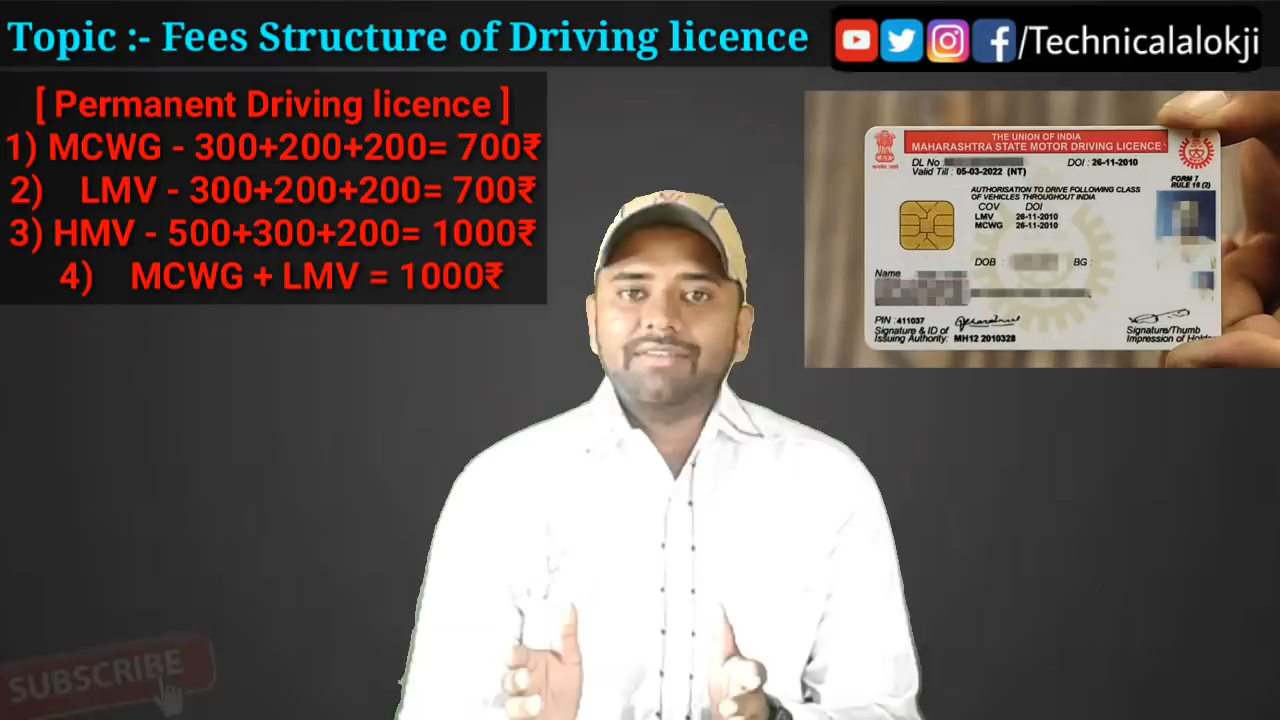 Topic :- Fees Structure of Driving licence
/Technicalalokji
[ Permanent Driving licence ]
1) MCWG - 300+200+200= 700₹
2) LMV - 300+200+200= 700₹
3) HMV - 500+300+200= 1000₹
4) MCWG + LMV = 1000₹
THE UNION OF INDIA
MAHARASHTRA STATE MOTOR DRIVING LICENCE
DL No
DOI : 26-11-2010
Valid Till : 05-03-2022 (NT)
FORM 7
RULE 16 (2)
AUTHORISATION TO DRIVE FOLLOWING CLASS
OF VEHICLES THROUGHOUT INDIA
COV DOI
LMV 26-11-2010
MCWG 26-11-2010
DOB : BG :
Name
PIN : 411037
Signature & ID of
Issuing Authority: MH12 2010328
Signature/Thumb
Impression of
SUBSCRIBE